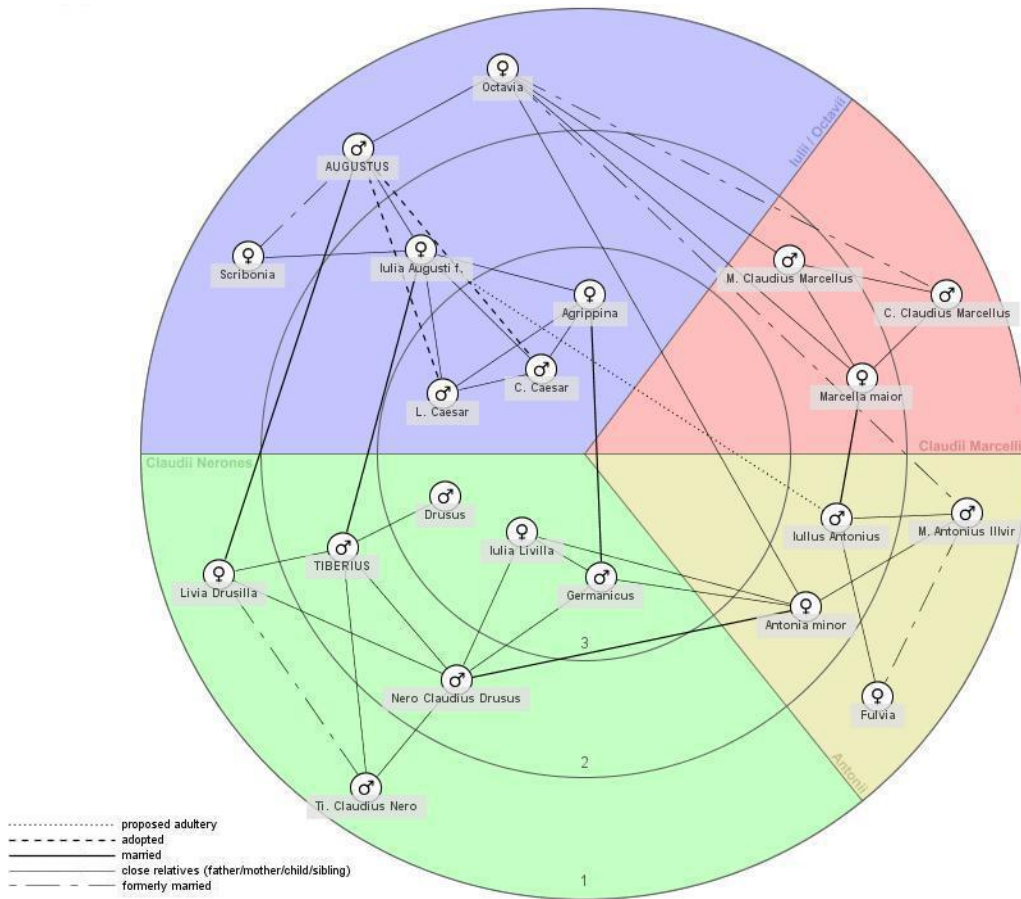 Octavia
Iulii / Octavii
AUGUSTUS
Scribonia
Iulia Augusti f.
M. Claudius Marcellus
Agrippina
C. Claudius Marcellus
C. Caesar
Marcella maior
L. Caesar
Claudii Nerones
Claudii Marcelli
Drusus
Iullus Antonius
M. Antonius IIIvir
Iulia Livilla
TIBERIUS
Livia Drusilla
Germanicus
Antonia minor
3
Nero Claudius Drusus
Fulvia
2
Antonii
Ti. Claudius Nero
proposed adultery
adopted
married
close relatives (father/mother/child/sibling)
formerly married
1